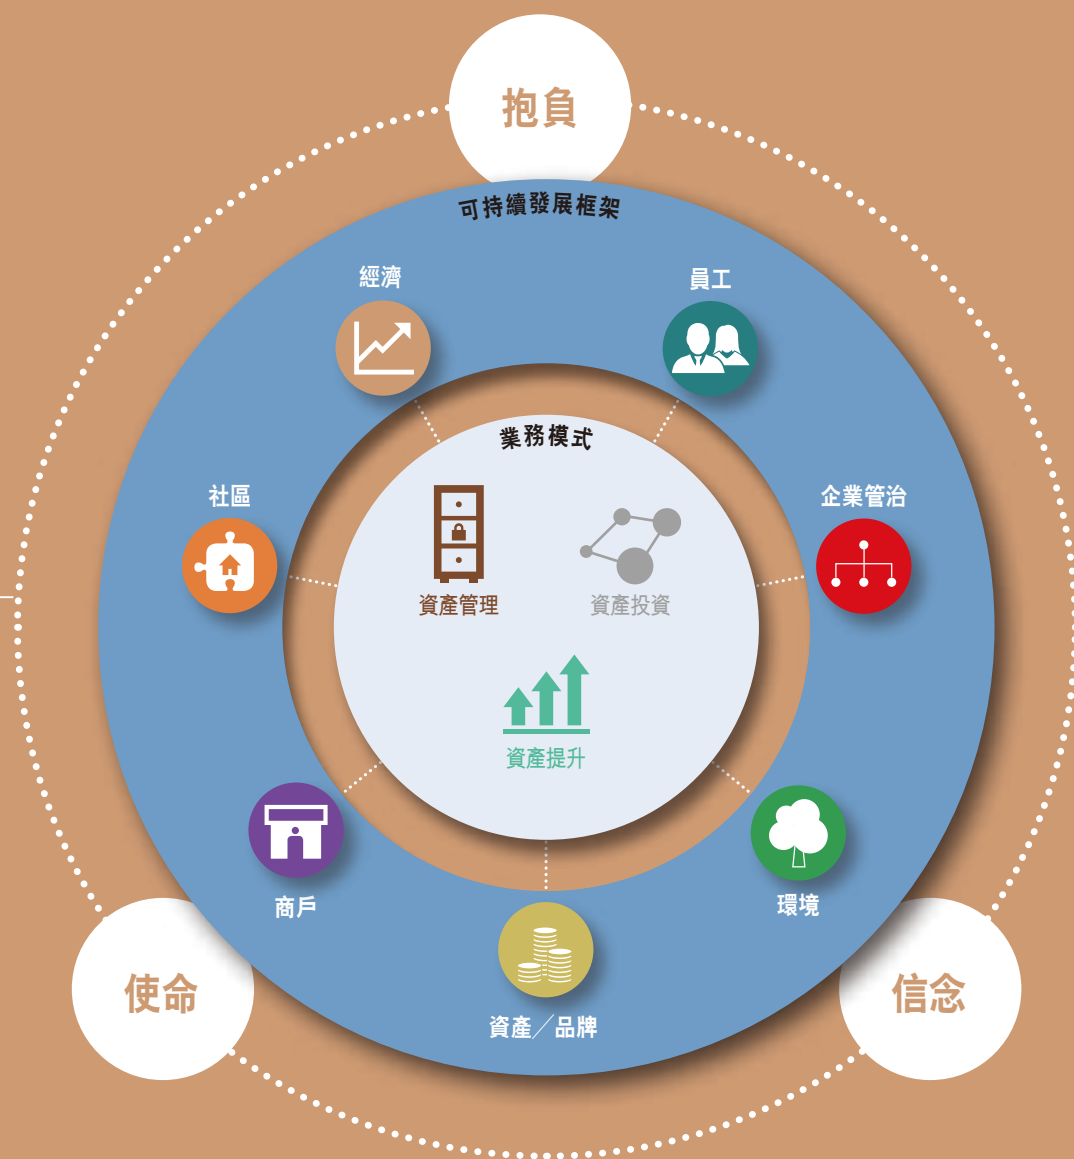 抱負
可持續發展框架
經濟
員工
業務模式
社區
企業管治
資產管理
資產投資
資產提升
商戶
環境
使命
信念
資產／品牌